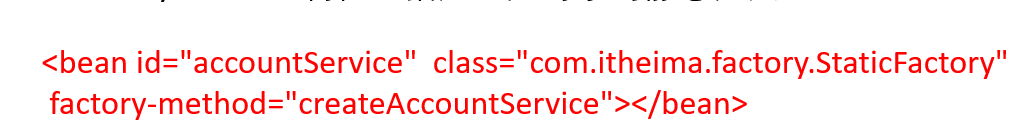 <bean id="accountService" class="com.itheima.factory.StaticFactory"
factory-method="createAccountService"></bean>